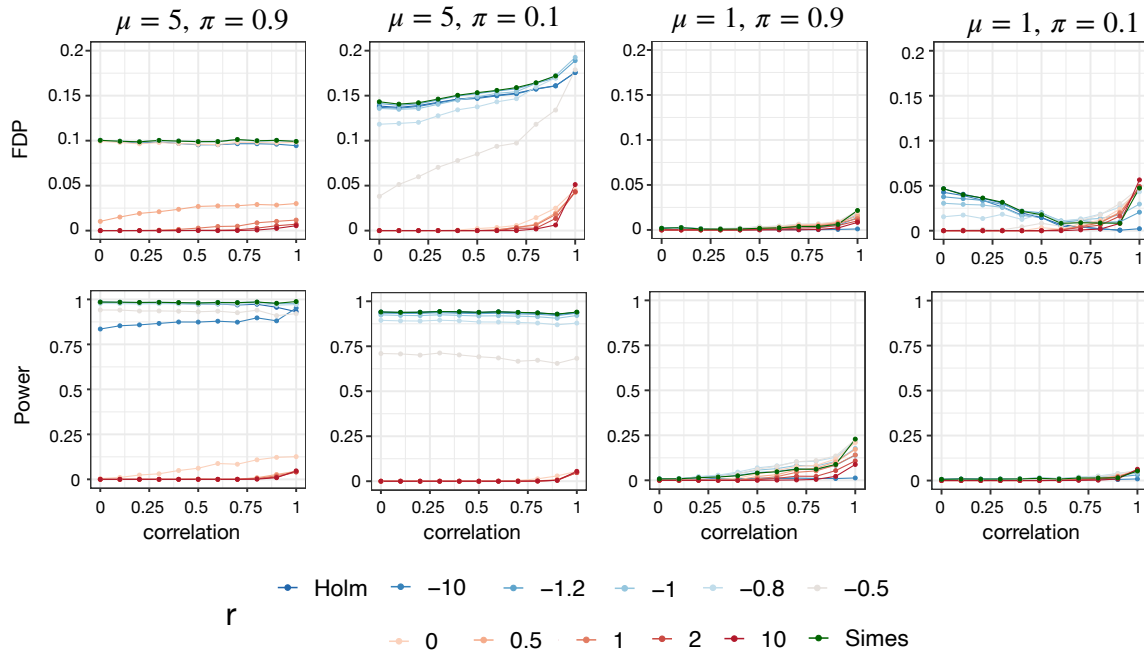 μ = 5, π = 0.9 μ = 5, π = 0.1 μ = 1, π = 0.9 μ = 1, π = 0.1
0.2 0.2 0.2 0.2
0.15 0.15 0.15 0.15
FDP 0.1 0.1 0.1 0.1
0.05 0.05 0.05 0.05
0 0 0 0
0 0.25 0.5 0.75 1 0 0.25 0.5 0.75 1 0 0.25 0.5 0.75 1 0 0.25 0.5 0.75 1
1 1 1 1
0.75 0.75 0.75 0.75
Power 0.5 0.5 0.5 0.5
0.25 0.25 0.25 0.25
0 0 0 0
0 0.25 0.5 0.75 1 0 0.25 0.5 0.75 1 0 0.25 0.5 0.75 1 0 0.25 0.5 0.75 1
correlation correlation correlation correlation
Holm −10 −1.2 −1 −0.8 −0.5
r
0 0.5 1 2 10 Simes